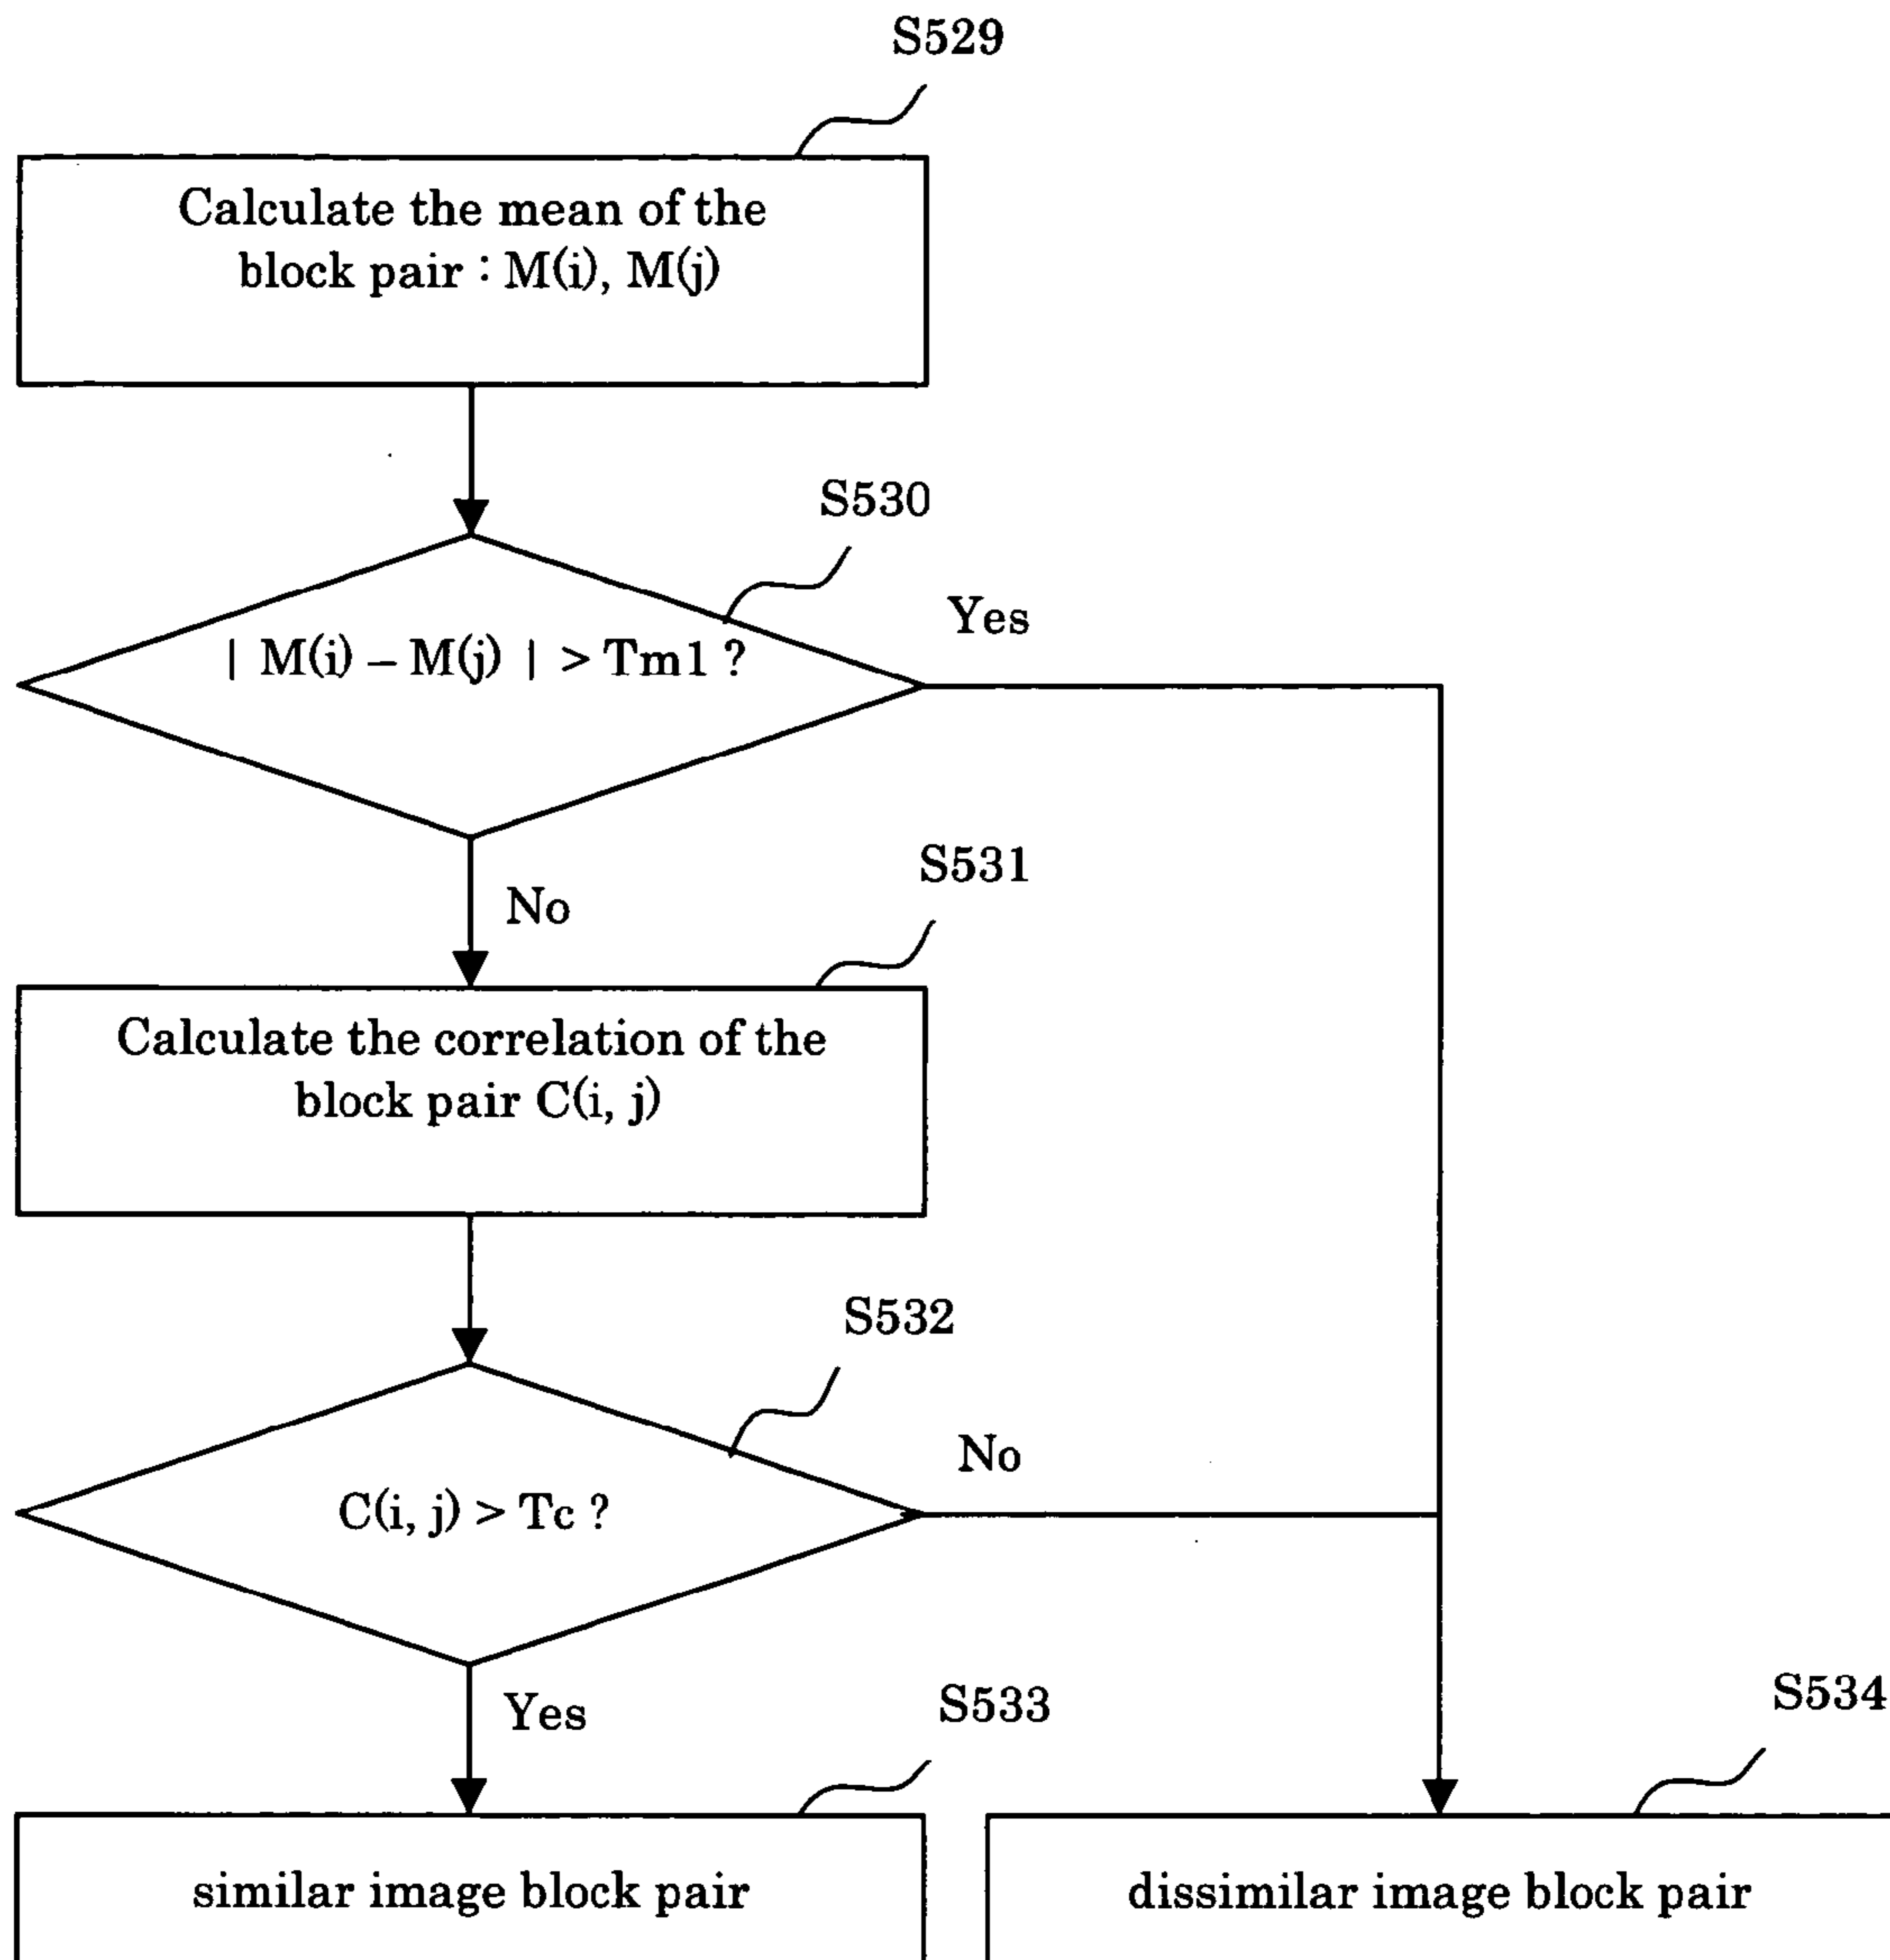 S529
Calculate the mean of the
block pair : M(i), M(j)
S530
| M(i) – M(j) | > Tm1 ?
Yes
S531
No
Calculate the correlation of the
block pair C(i, j)
S532
No
C(i, j) > Tc ?
Yes
S533
S534
similar image block pair
dissimilar image block pair